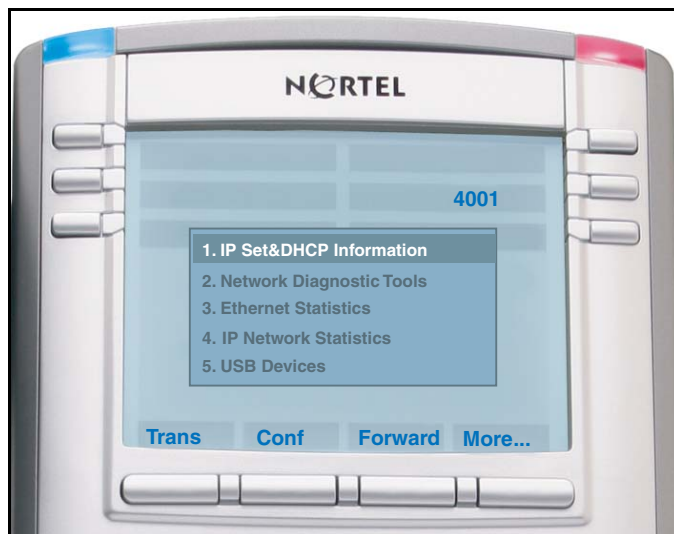 NORTEL
4001
1. IP Set&DHCP Information
2. Network Diagnostic Tools
3. Ethernet Statistics
4. IP Network Statistics
5. USB Devices
Trans Conf Forward More...